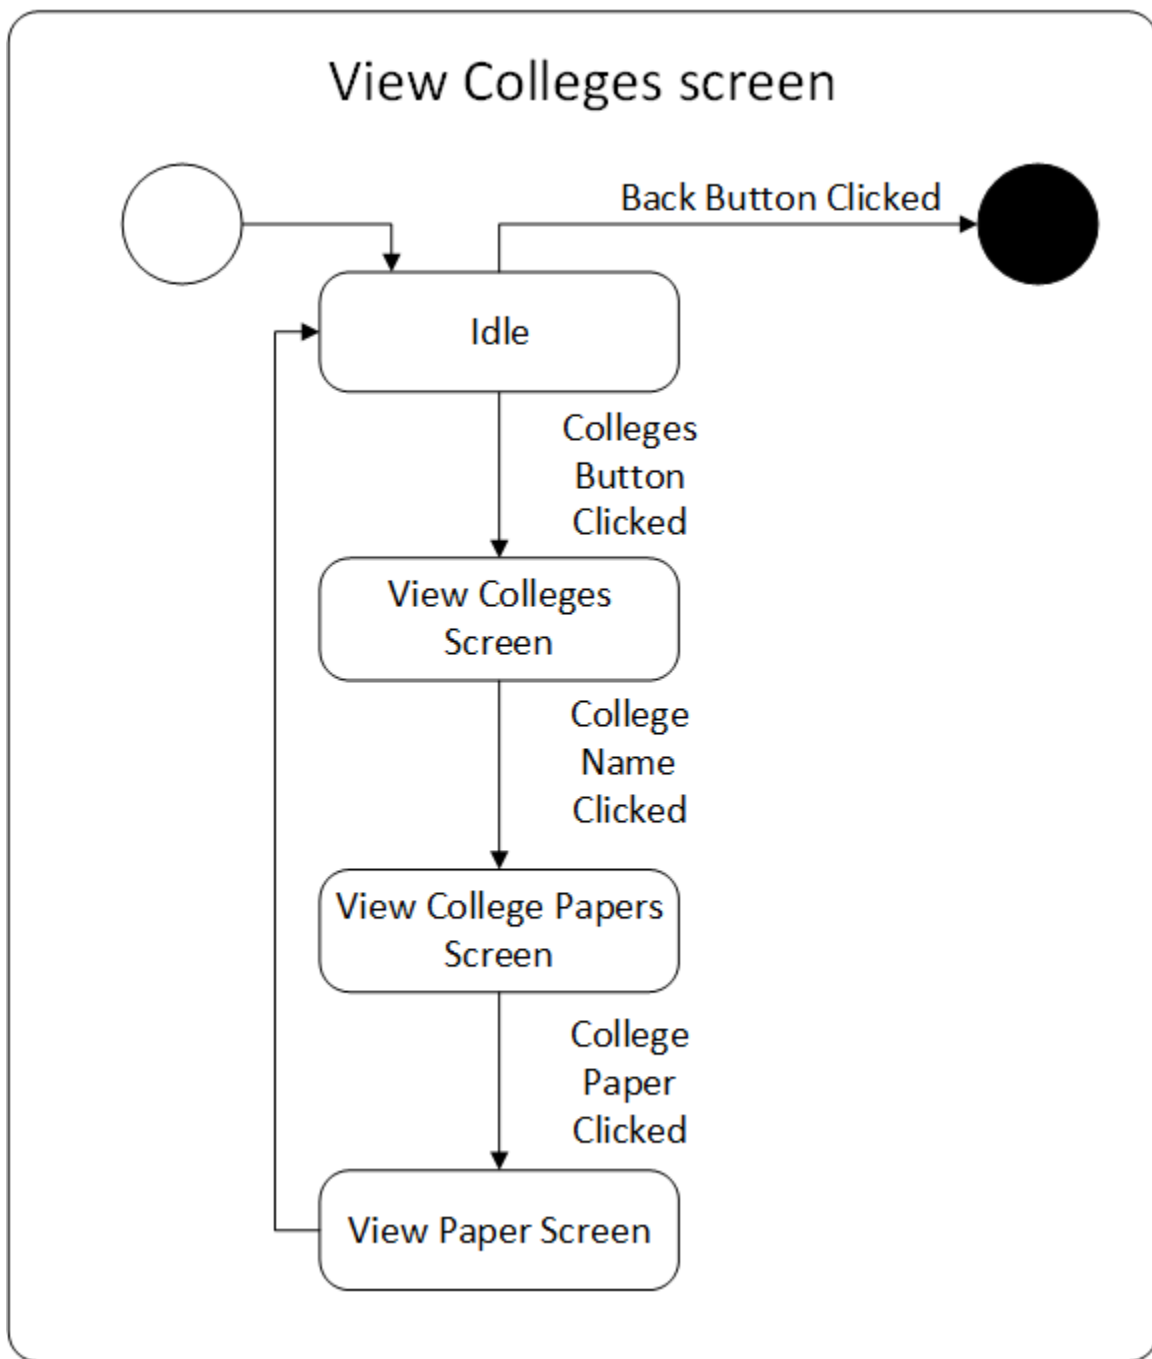 View Colleges screen
Back Button Clicked
Idle
Colleges
Button
Clicked
View Colleges
Screen
College
Name
Clicked
View College Papers
Screen
College
Paper
Clicked
View Paper Screen